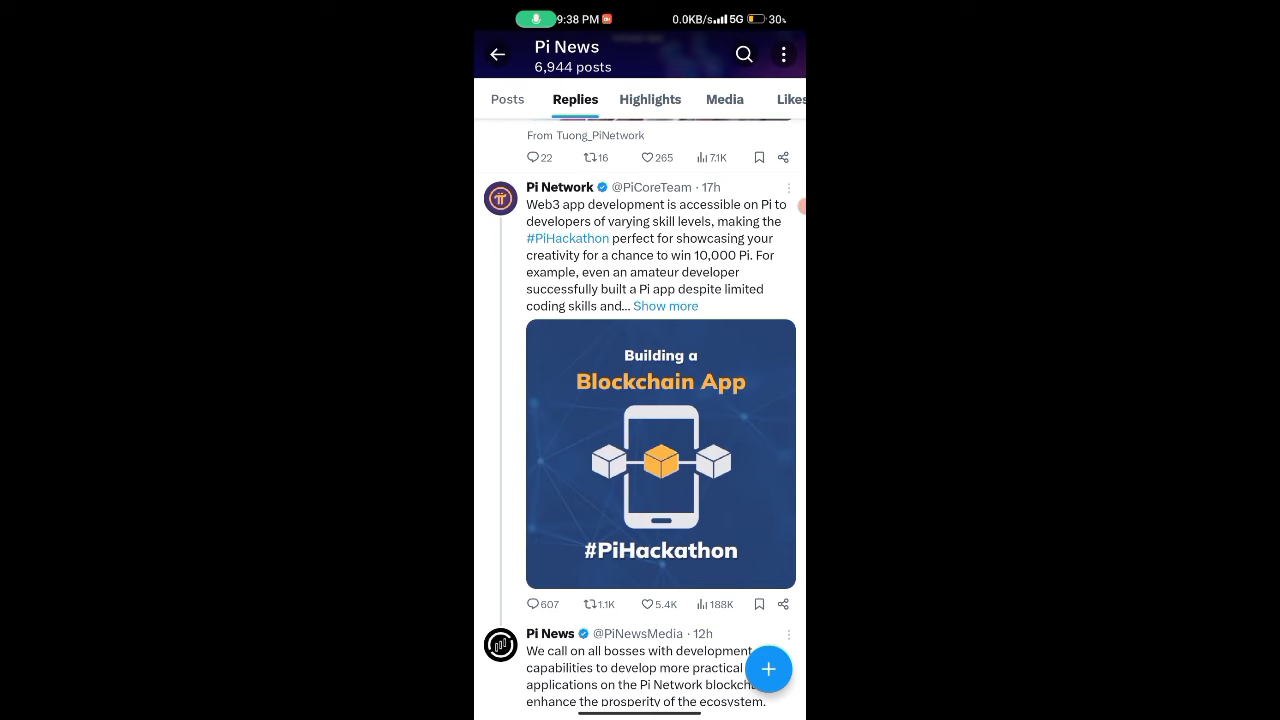 9:38 PM 0.0KB/s 5G 30%
Pi News
6,944 posts
Posts Replies Highlights Media Likes
From Tuong_PiNetwork
22 16 265 7.1K
Pi Network @PiCoreTeam · 17h
Web3 app development is accessible on Pi to
developers of varying skill levels, making the
#PiHackathon perfect for showcasing your
creativity for a chance to win 10,000 Pi. For
example, even an amateur developer
successfully built a Pi app despite limited
coding skills and... Show more
Building a
Blockchain App
#PiHackathon
607 1.1K 5.4K 188K
Pi News @PiNewsMedia · 12h
We call on all bosses with development
capabilities to develop more practical
applications on the Pi Network
enhance the prosperity of the ecosystem.